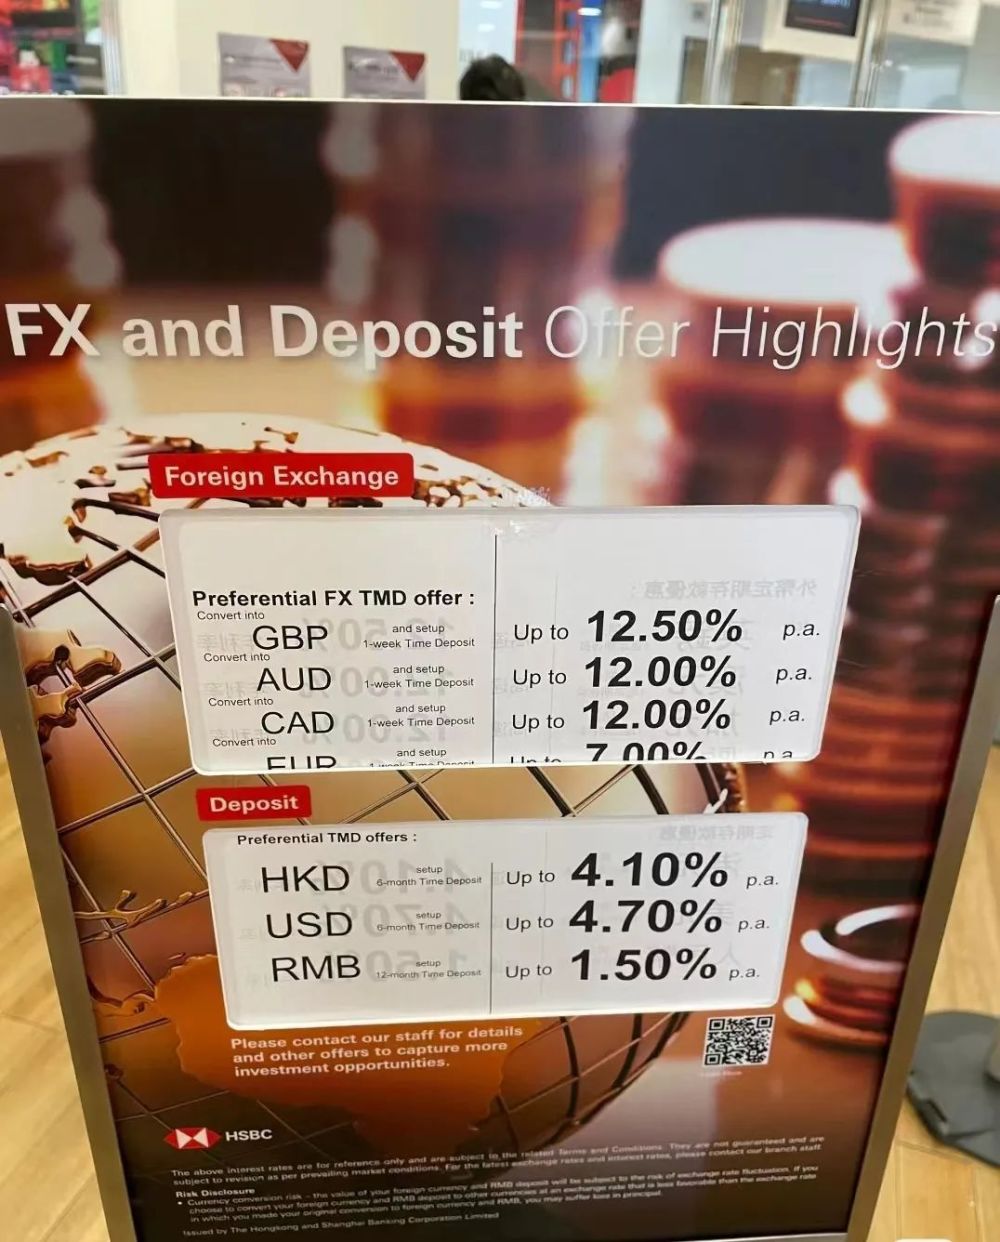 FX and Deposit Offer Highlights
Foreign Exchange
Preferential FX TMD offer :
Convert into GBP and setup 1-week Time Deposit Up to 12.50% p.a.
Convert into AUD and setup 1-week Time Deposit Up to 12.00% p.a.
Convert into CAD and setup 1-week Time Deposit Up to 12.00% p.a.
Convert into EUR and setup 1-week Time Deposit Up to 7.00% p.a.
Deposit
Preferential TMD offers :
HKD setup 6-month Time Deposit Up to 4.10% p.a.
USD setup 6-month Time Deposit Up to 4.70% p.a.
RMB setup 12-month Time Deposit Up to 1.50% p.a.
Please contact our staff for details
and other offers to capture more
investment opportunities.
HSBC
The above interest rates are for reference only and are subject to the related Terms and Conditions. They are not guaranteed and are
subject to revision as per prevailing market conditions. For the latest exchange rates and interest rates, please contact our branch staff.
Risk Disclosure
• Currency conversion risk - the value of your foreign currency and RMB deposit will be subject to the risk of exchange rate fluctuation. If you
choose to convert your foreign currency and RMB deposit to other currencies at an exchange rate that is less favorable than the exchange rate
in which you made your original conversion to foreign currency and RMB, you may suffer loss in principal.
Issued by The Hongkong and Shanghai Banking Corporation Limited